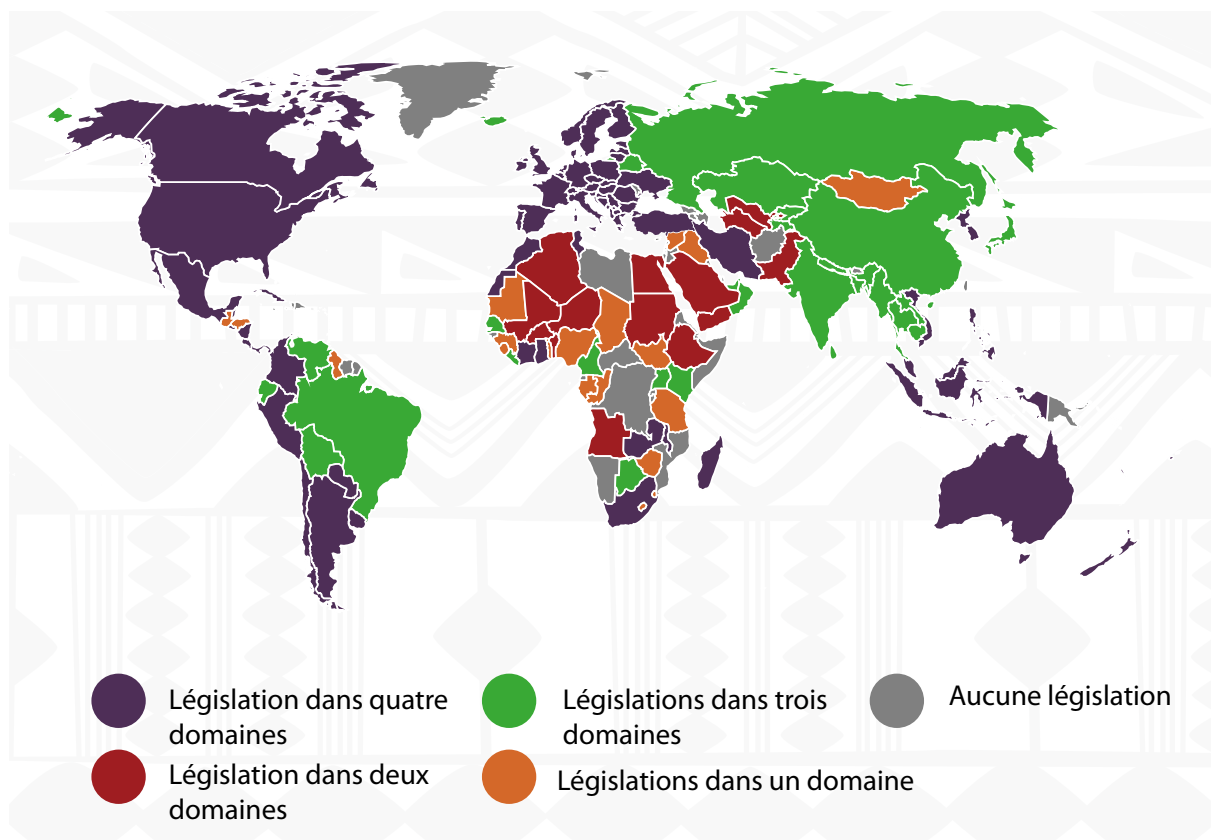 Législation dans quatre
domaines
Législations dans trois
domaines
Aucune législation
Législation dans deux
domaines
Législations dans un domaine